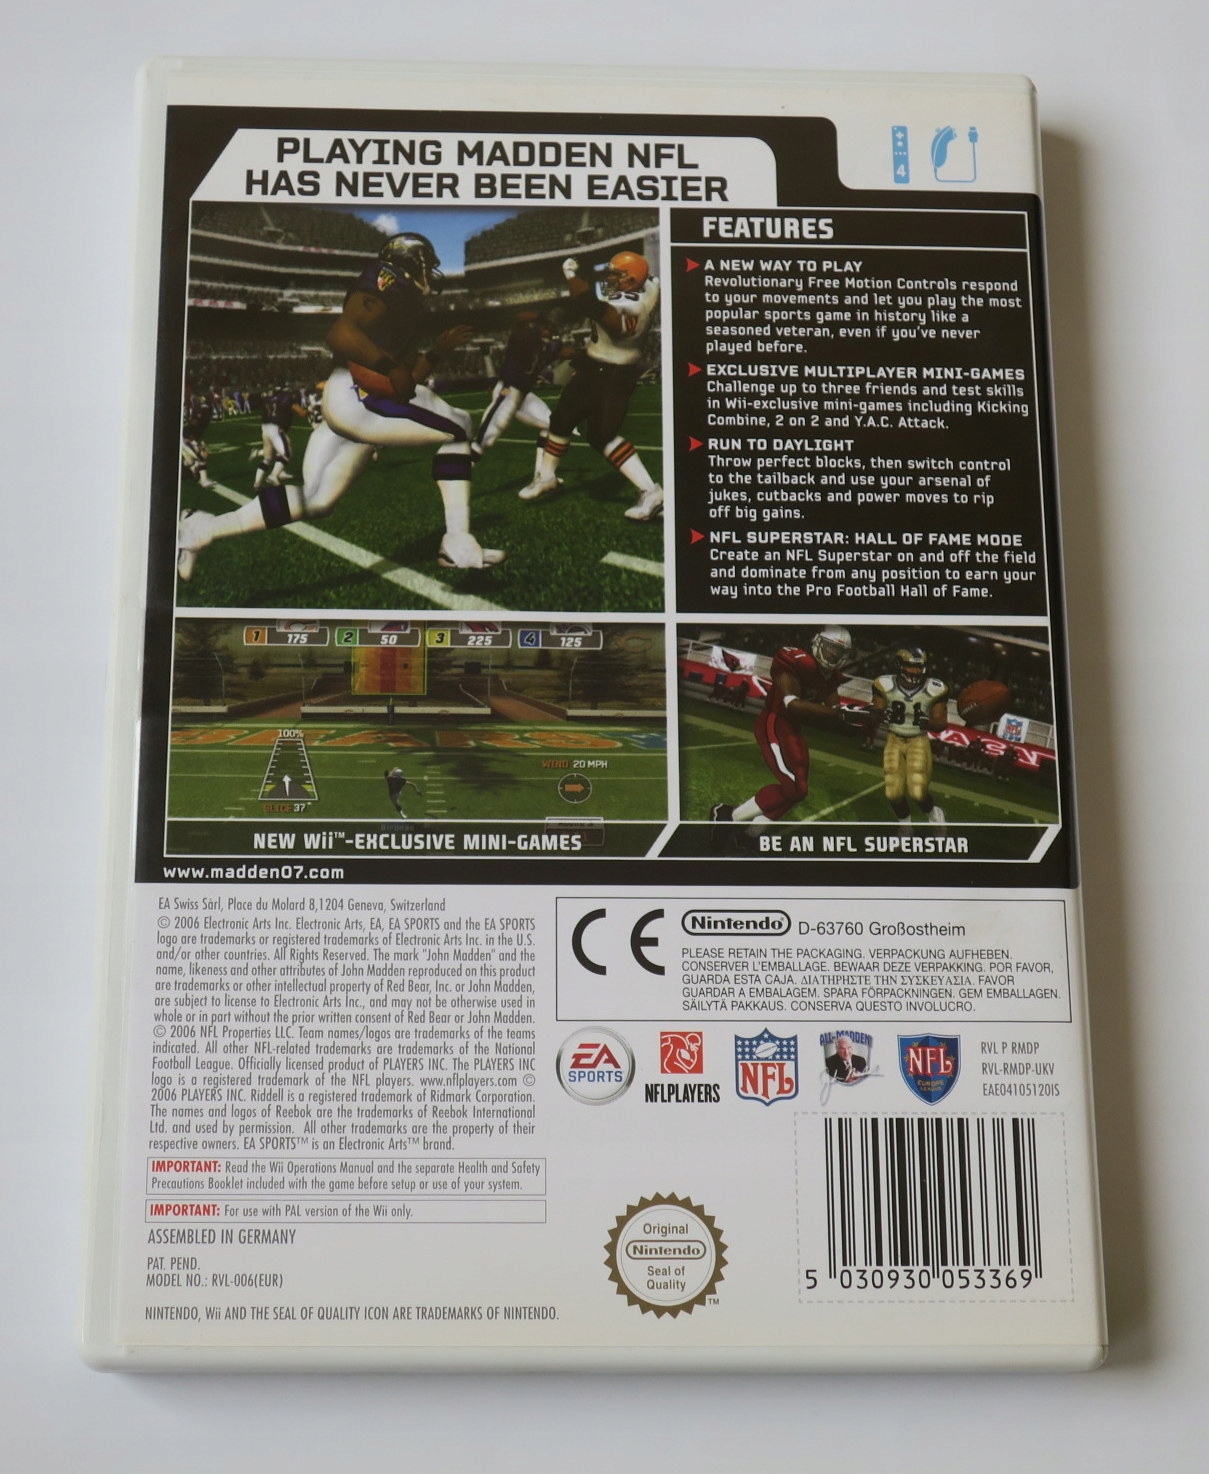 PLAYING MADDEN NFL
HAS NEVER BEEN EASIER
4
FEATURES
A NEW WAY TO PLAY
Revolutionary Free Motion Controls respond
to your movements and let you play the most
popular sports game in history like a
seasoned veteran, even if you've never
played before.
EXCLUSIVE MULTIPLAYER MINI-GAMES
Challenge up to three friends and test skills
in Wii-exclusive mini-games including Kicking
Combine, 2 on 2 and Y.A.C. Attack.
RUN TO DAYLIGHT
Throw perfect blocks, then switch control
to the tailback and use your arsenal of
jukes, cutbacks and power moves to rip
off big gains.
NFL SUPERSTAR: HALL OF FAME MODE
Create an NFL Superstar on and off the field
and dominate from any position to earn your
way into the Pro Football Hall of Fame.
1 175 2 50 3 225 4 125
100%
WIND 20 MPH
37°
81
NEW Wii™-EXCLUSIVE MINI-GAMES
BE AN NFL SUPERSTAR
www.madden07.com
EA Swiss Sàrl, Place du Molard 8,1204 Geneva, Switzerland
© 2006 Electronic Arts Inc. Electronic Arts, EA, EA SPORTS and the EA SPORTS
logo are trademarks or registered trademarks of Electronic Arts Inc. in the U.S.
and/or other countries. All Rights Reserved. The mark "John Madden" and the
name, likeness and other attributes of John Madden reproduced on this product
are trademarks or other intellectual property of Red Bear, Inc. or John Madden,
are subject to license to Electronic Arts Inc., and may not be otherwise used in
whole or in part without the prior written consent of Red Bear or John Madden.
© 2006 NFL Properties LLC. Team names/logos are trademarks of the teams
indicated. All other NFL-related trademarks are trademarks of the National
Football League. Officially licensed product of PLAYERS INC. The PLAYERS INC
logo is a registered trademark of the NFL players. www.nflplayers.com ©
2006 PLAYERS INC. Riddell is a registered trademark of Ridmark Corporation.
The names and logos of Reebok are the trademarks of Reebok International
Ltd. and used by permission. All other trademarks are the property of their
respective owners. EA SPORTS™ is an Electronic Arts™ brand.
IMPORTANT: Read the Wii Operations Manual and the separate Health and Safety
Precautions Booklet included with the game before setup or use of your system.
IMPORTANT: For use with PAL version of the Wii only.
ASSEMBLED IN GERMANY
PAT. PEND.
MODEL NO.: RVL-006(EUR)
NINTENDO, Wii AND THE SEAL OF QUALITY ICON ARE TRADEMARKS OF NINTENDO.
CE
Nintendo D-63760 Großostheim
PLEASE RETAIN THE PACKAGING. VERPACKUNG AUFHEBEN.
CONSERVER L'EMBALLAGE. BEWAAR DEZE VERPAKKING. POR FAVOR,
GUARDA ESTA CAJA. ΔΙΑΤΗΡΗΣΤΕ ΤΗΝ ΣΥΣΚΕΥΑΣΙΑ. FAVOR
GUARDAR A EMBALAGEM. SPARA FÖRPACKNINGEN. GEM EMBALLAGEN.
SÄILYTÄ PAKKAUS. CONSERVA QUESTO INVOLUCRO.
EA
SPORTS
NFLPLAYERS
NFL
ALL-MADDEN
NFL
EUROPE
LEAGUE
RVL P RMDP
RVL-RMDP-UKV
EAE04105120IS
Original
Nintendo
Seal of
Quality
TM
5 030930 053369